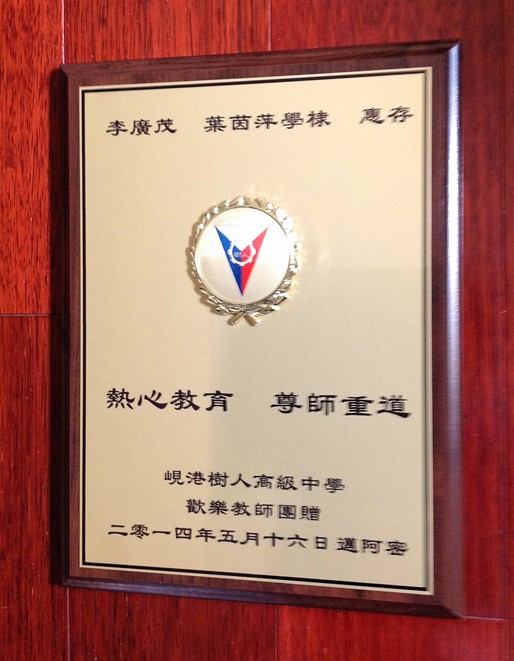 李廣茂　葉茵萍學棣　惠存
樹人
熱心教育　尊師重道
峴港樹人高級中學
歡樂教師團贈
二零一四年五月十六日 邁阿密